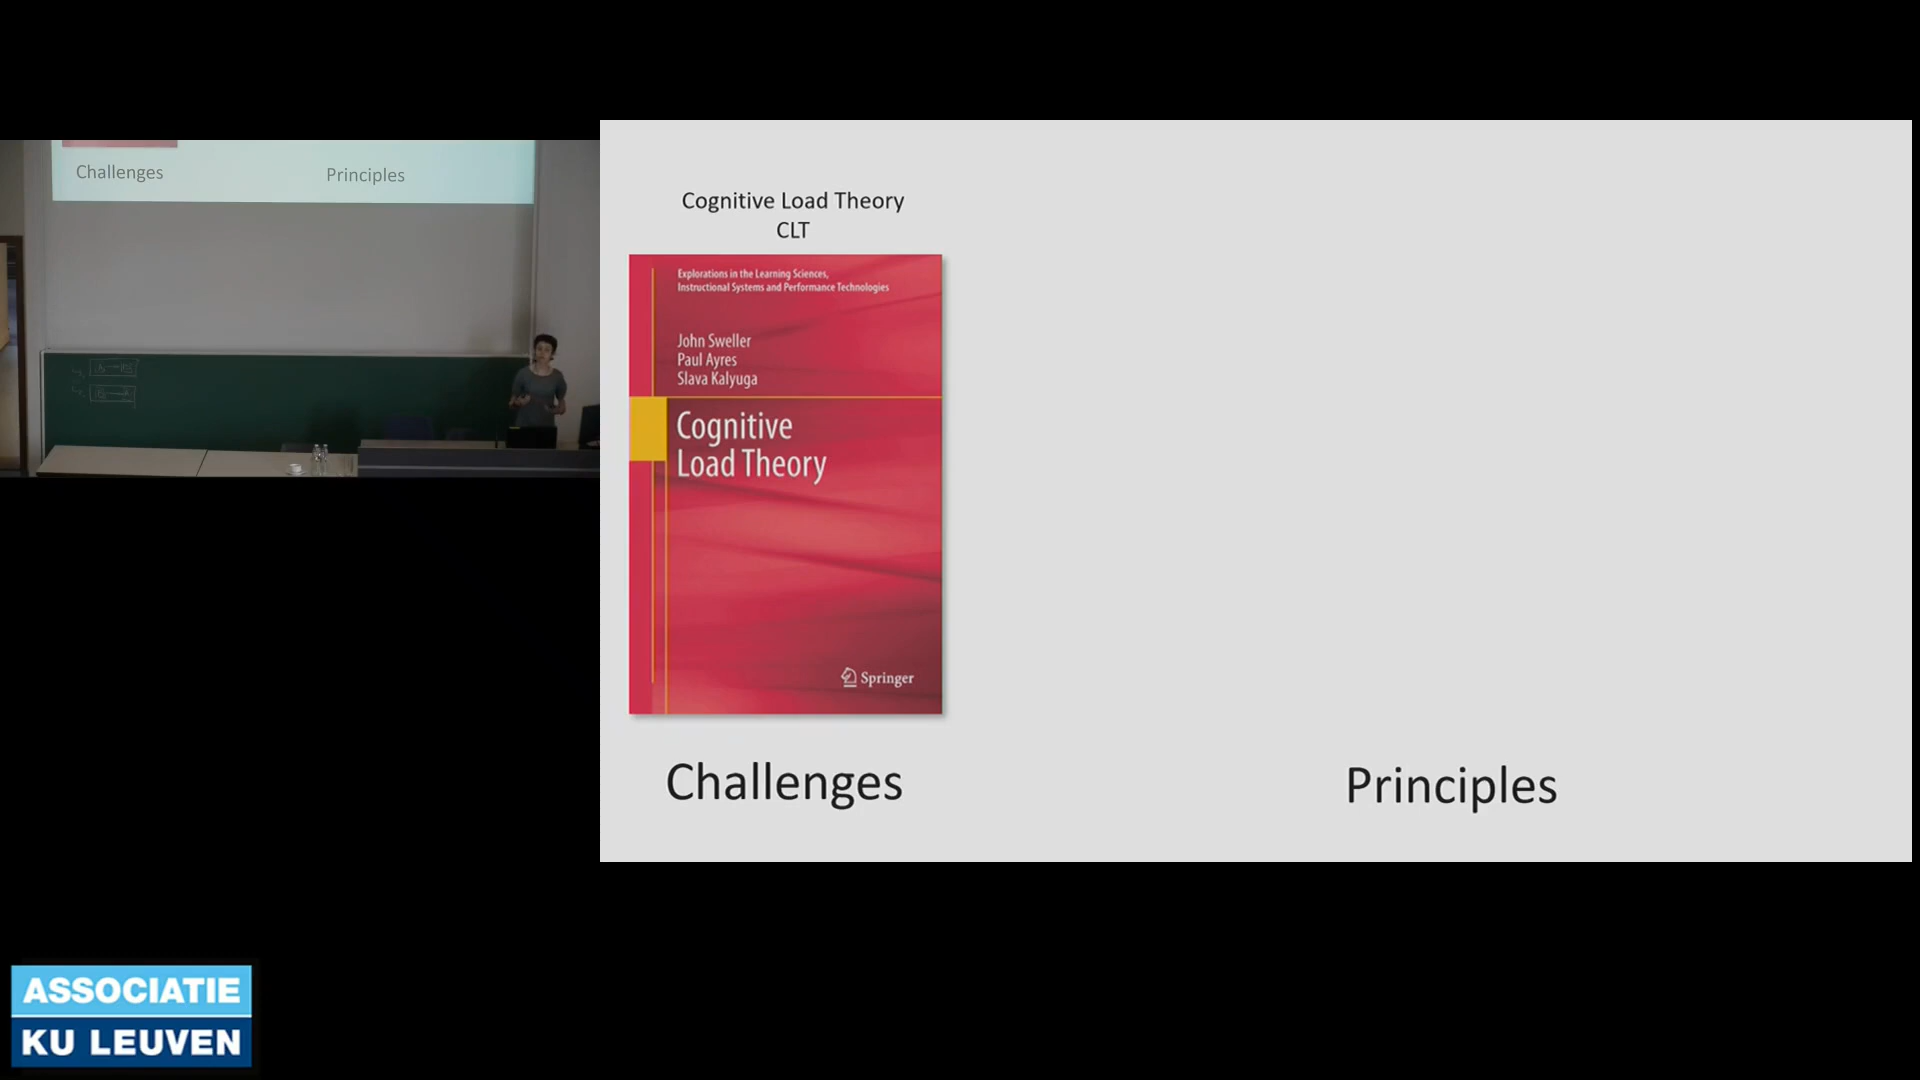 Challenges
Principles
Cognitive Load Theory
CLT
Explorations in the Learning Sciences,
Instructional Systems and Performance Technologies
John Sweller
Paul Ayres
Slava Kalyuga
Cognitive
Load Theory
Springer
Challenges
Principles
ASSOCIATIE
KU LEUVEN